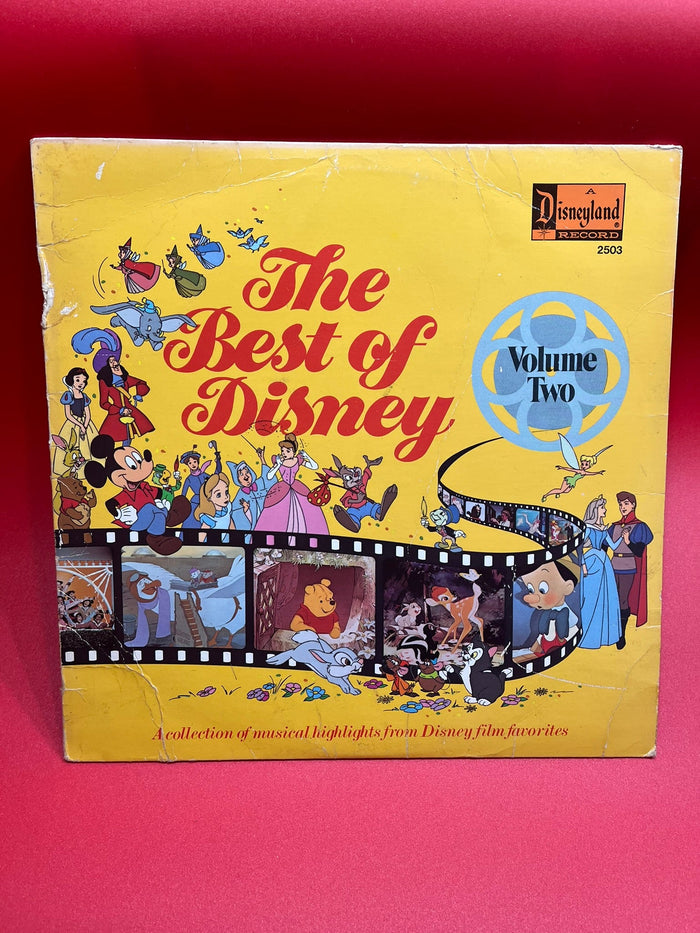 A
Disneyland
RECORD
2503
The
Best of
Disney
Volume
Two
A collection of musical highlights from Disney film favorites